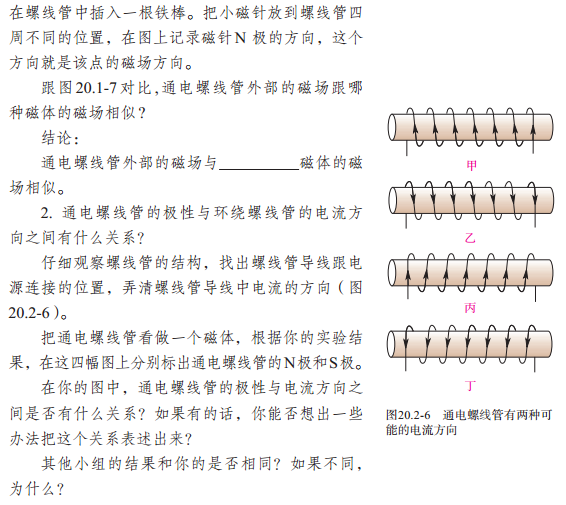 在螺线管中插入一根铁棒。把小磁针放到螺线管四
周不同的位置，在图上记录磁针N 极的方向，这个
方向就是该点的磁场方向。
跟图20.1-7对比,通电螺线管外部的磁场跟哪
种磁体的磁场相似？
结论：
通电螺线管外部的磁场与__________磁体的磁
场相似。
2. 通电螺线管的极性与环绕螺线管的电流方
向之间有什么关系？
仔细观察螺线管的结构，找出螺线管导线跟电
源连接的位置，弄清螺线管导线中电流的方向（图
20.2-6）。
把通电螺线管看做一个磁体，根据你的实验结
果，在这四幅图上分别标出通电螺线管的N极和S极。
在你的图中，通电螺线管的极性与电流方向之
间是否有什么关系？如果有的话，你能否想出一些
办法把这个关系表述出来？
其他小组的结果和你的是否相同？如果不同，
为什么？
甲
乙
丙
丁
图20.2-6 通电螺线管有两种可
能的电流方向